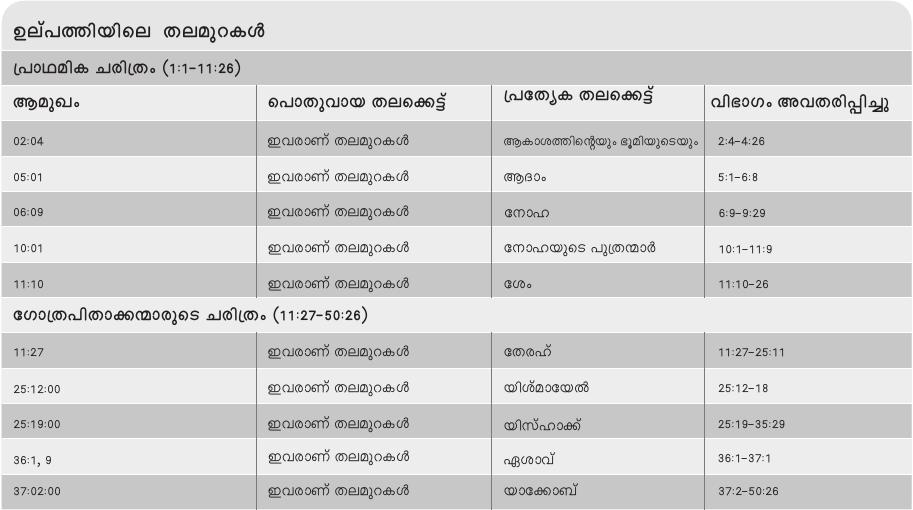 ഉല്പത്തിയിലെ തലമുറകൾ
പ്രാഥമിക ചരിത്രം (1:1-11:26)
ആമുഖം പൊതുവായ തലക്കെട്ട് പ്രത്യേക തലക്കെട്ട് വിഭാഗം അവതരിപ്പിച്ചു
02:04 ഇവരാണ് തലമുറകൾ ആകാശത്തിന്റെയും ഭൂമിയുടെയും 2:4-4:26
05:01 ഇവരാണ് തലമുറകൾ ആദാം 5:1-6:8
06:09 ഇവരാണ് തലമുറകൾ നോഹ 6:9-9:29
10:01 ഇവരാണ് തലമുറകൾ നോഹയുടെ പുത്രന്മാർ 10:1-11:9
11:10 ഇവരാണ് തലമുറകൾ ശേം 11:10-26
ഗോത്രപിതാക്കന്മാരുടെ ചരിത്രം (11:27-50:26)
11:27 ഇവരാണ് തലമുറകൾ തേരഹ് 11:27-25:11
25:12:00 ഇവരാണ് തലമുറകൾ യിശ്മായേൽ 25:12-18
25:19:00 ഇവരാണ് തലമുറകൾ യിസ്ഹാക്ക് 25:19-35:29
36:1, 9 ഇവരാണ് തലമുറകൾ ഏശാവ് 36:1-37:1
37:02:00 ഇവരാണ് തലമുറകൾ യാക്കോബ് 37:2-50:26